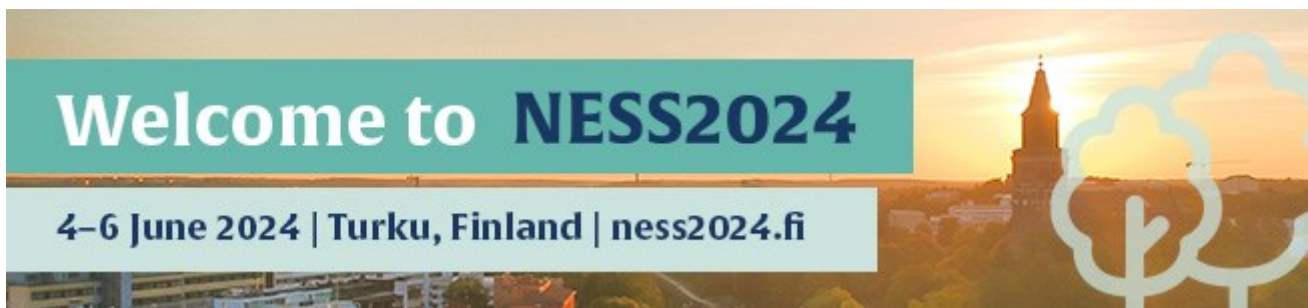 Welcome to NESS2024
4–6 June 2024 | Turku, Finland | ness2024.fi